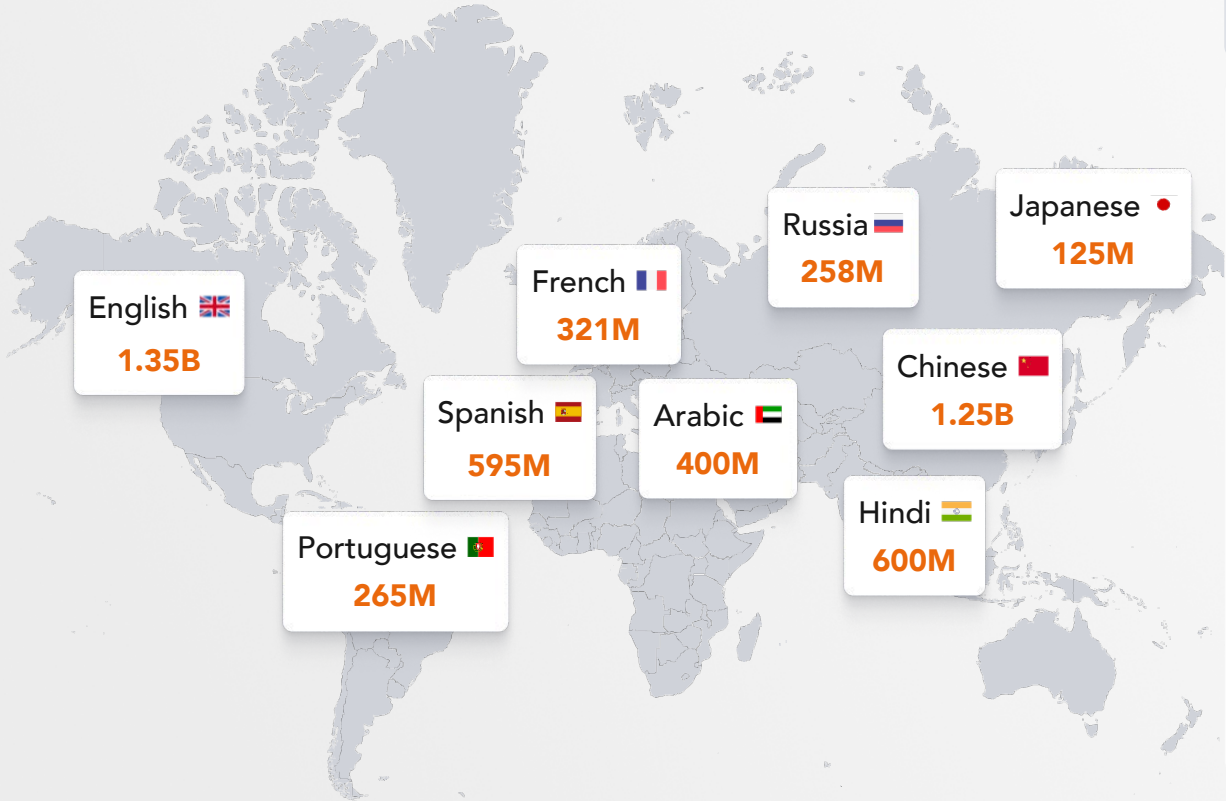 English
1.35B
French
321M
Russia
258M
Japanese
125M
Spanish
595M
Arabic
400M
Chinese
1.25B
Portuguese
265M
Hindi
600M